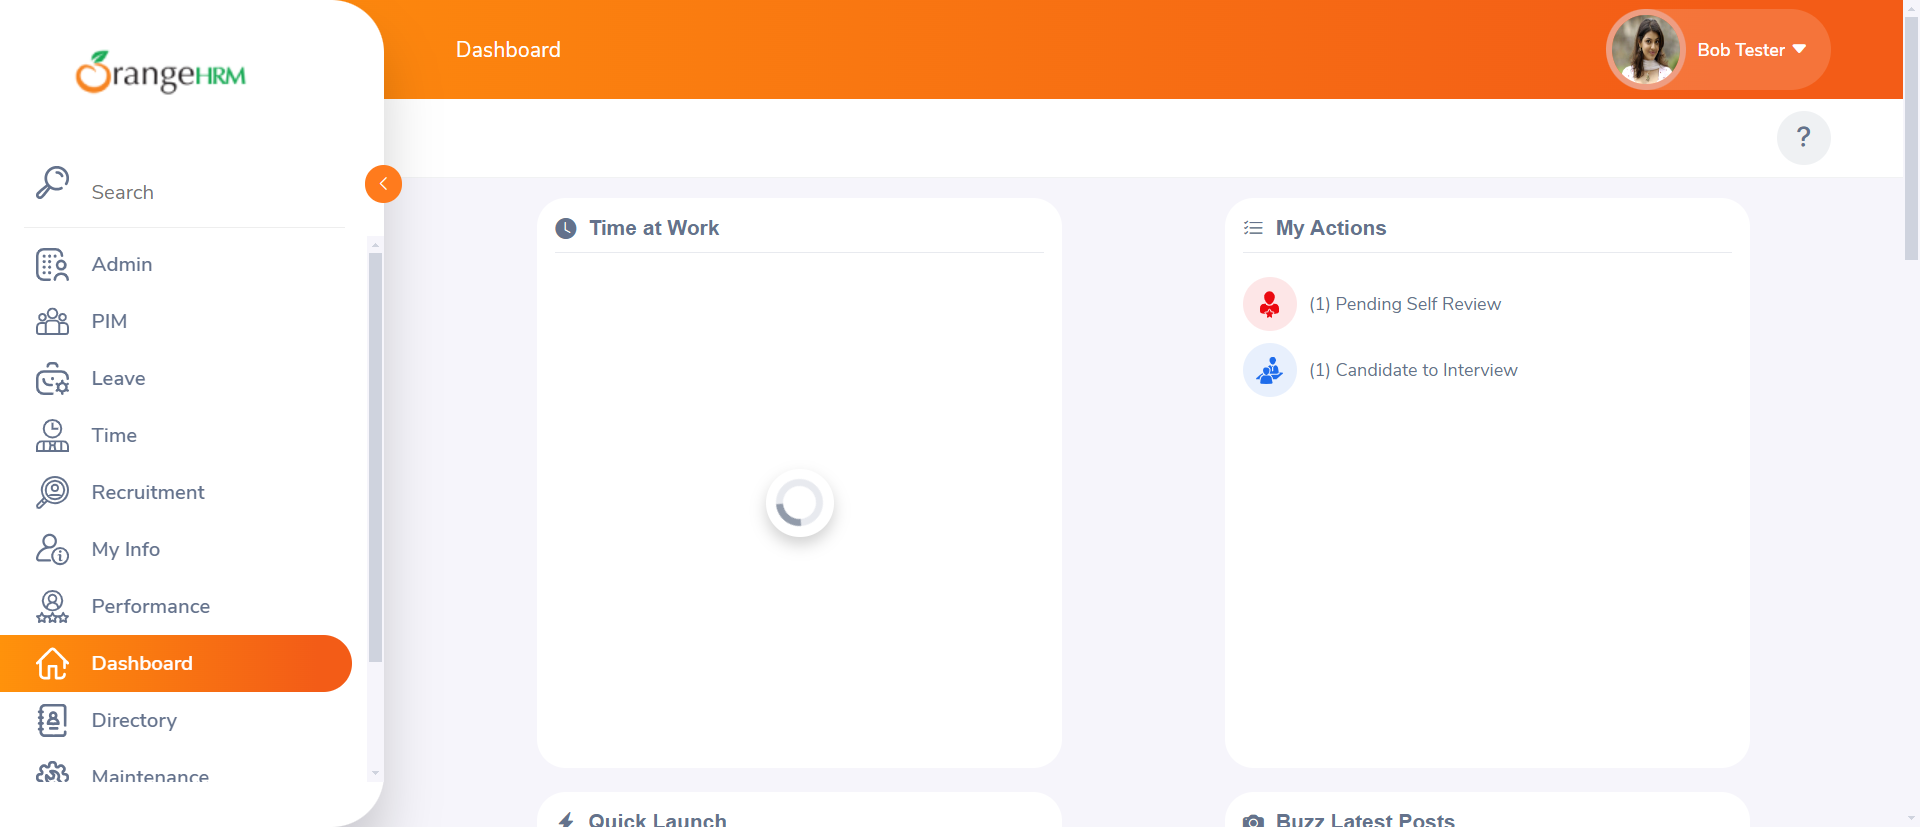 OrangeHRM
Dashboard
Bob Tester
?
Search
Admin
PIM
Leave
Time
Recruitment
My Info
Performance
Dashboard
Directory
Maintenance
Time at Work
My Actions
(1) Pending Self Review
(1) Candidate to Interview
Quick Launch
Buzz Latest Posts